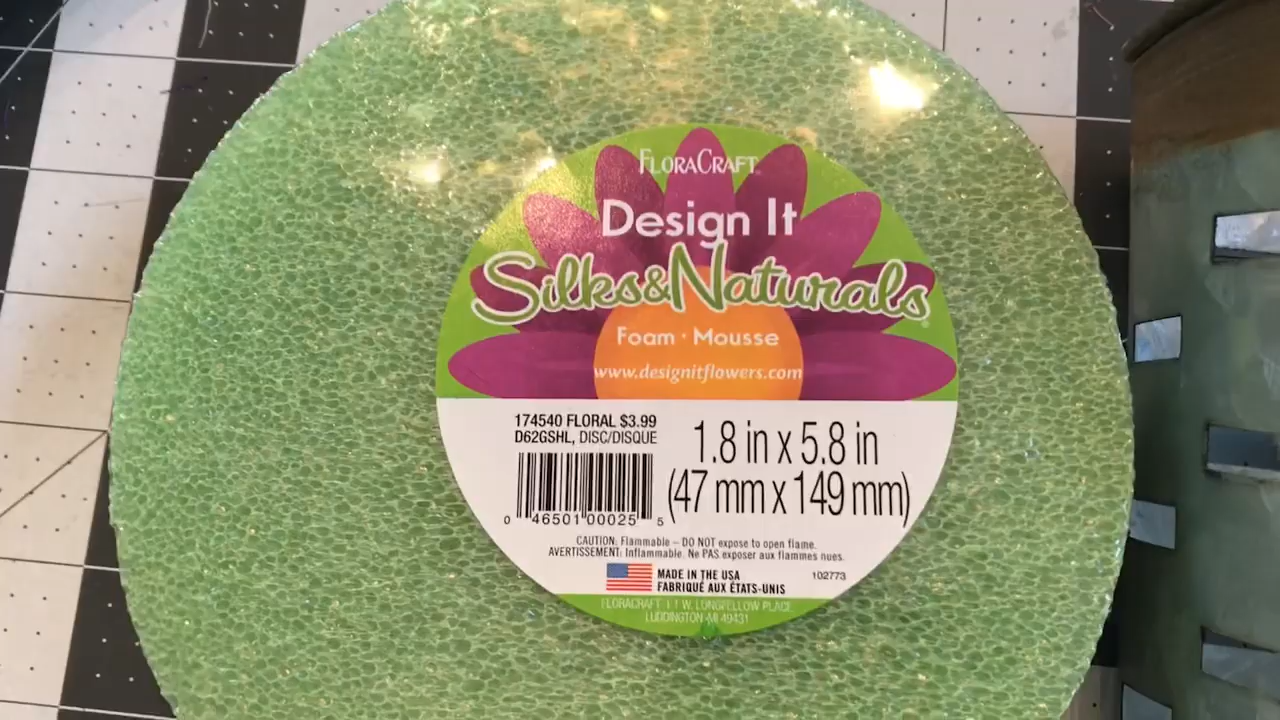 FLORACRAFT®
Design It
Silks&Naturals®
Foam · Mousse
www.designitflowers.com
174540 FLORAL $3.99
D62GSHL, DISC/DISQUE
1.8 in x 5.8 in
(47 mm x 149 mm)
0 46501 00025 5
CAUTION: Flammable – DO NOT expose to open flame.
AVERTISSEMENT: Inflammable. Ne PAS exposer aux flammes nues.
MADE IN THE USA
FABRIQUÉ AUX ÉTATS-UNIS
102773
FLORACRAFT W. LONGFELLOW PLACE
LUDDINGTON MI 49431